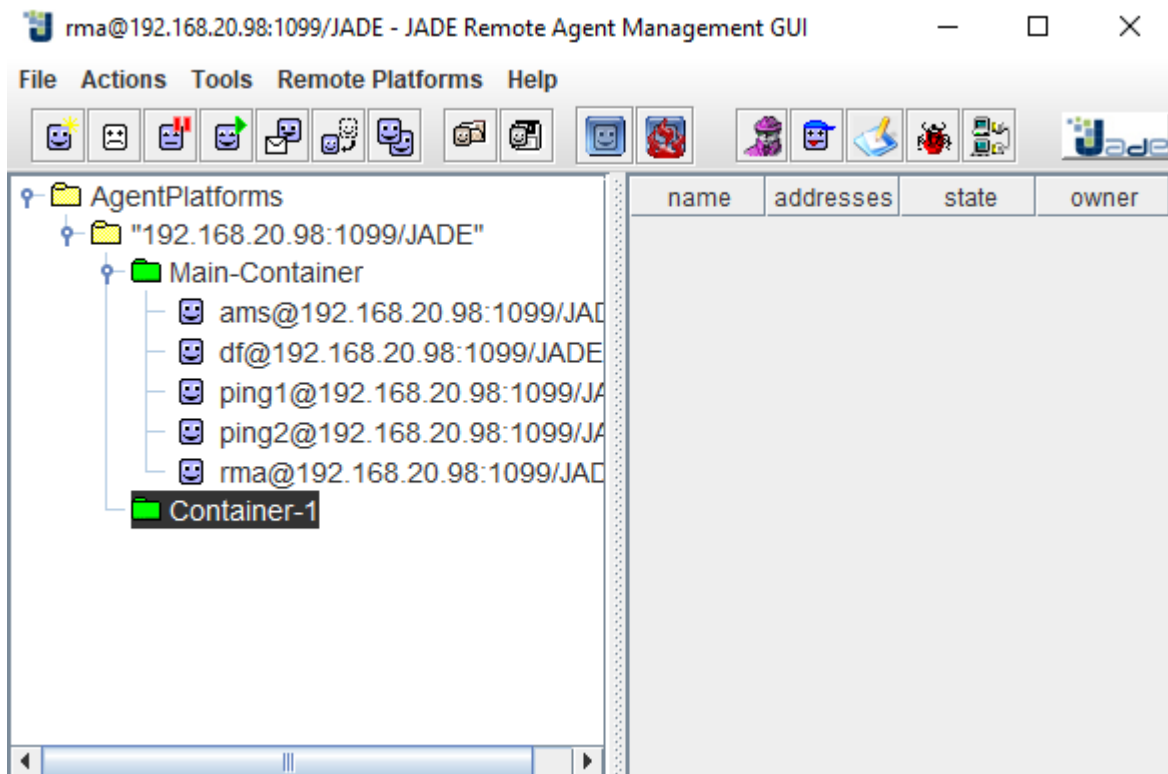 rma@192.168.20.98:1099/JADE - JADE Remote Agent Management GUI
File Actions Tools Remote Platforms Help
Jade
AgentPlatforms
"192.168.20.98:1099/JADE"
Main-Container
ams@192.168.20.98:1099/JAD
df@192.168.20.98:1099/JADE
ping1@192.168.20.98:1099/JA
ping2@192.168.20.98:1099/JA
rma@192.168.20.98:1099/JAD
Container-1
name addresses state owner